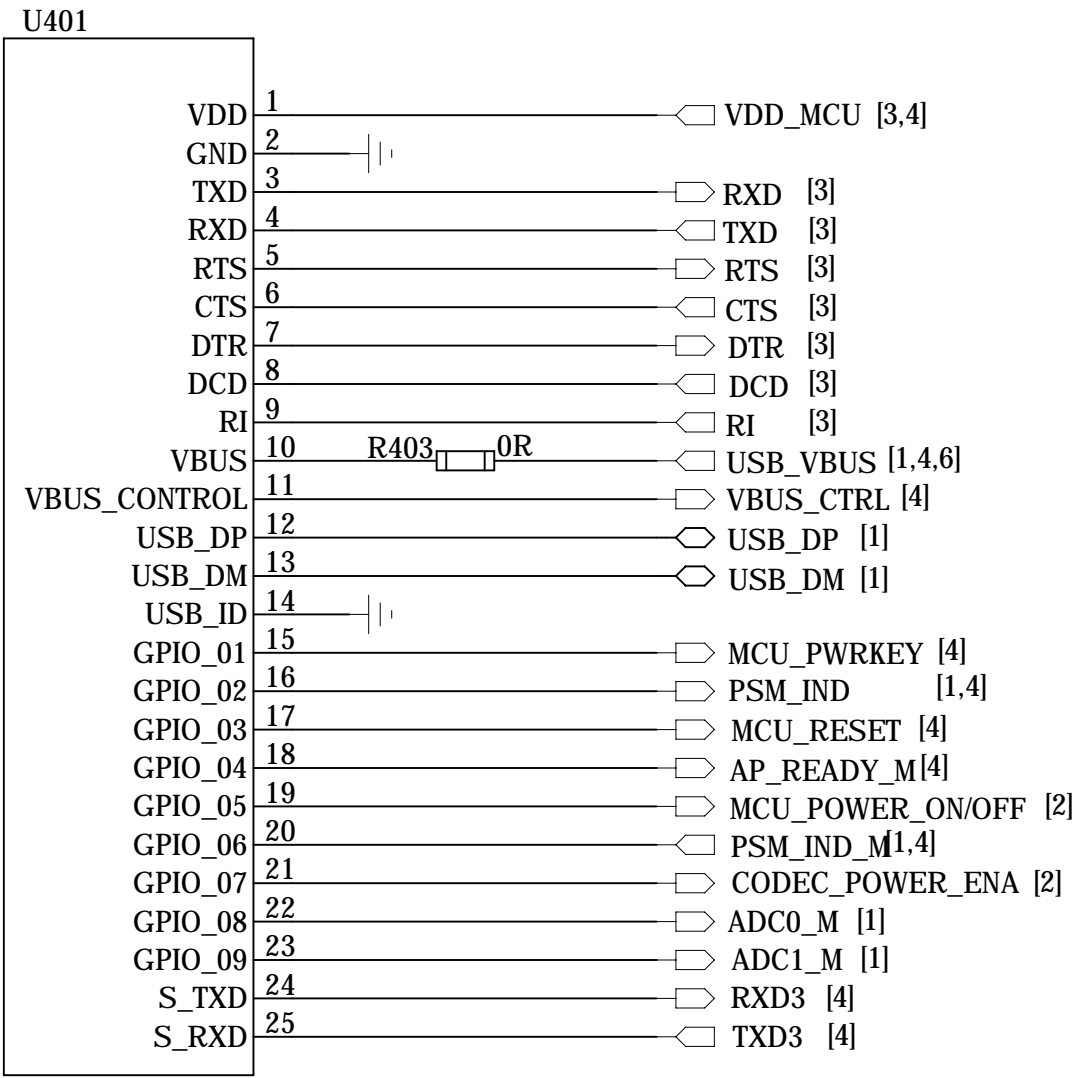 U401
VDD 1 VDD_MCU [3,4]
GND 2
TXD 3 RXD [3]
RXD 4 TXD [3]
RTS 5 RTS [3]
CTS 6 CTS [3]
DTR 7 DTR [3]
DCD 8 DCD [3]
RI 9 RI [3]
VBUS 10 R403 0R USB_VBUS [1,4,6]
VBUS_CONTROL 11 VBUS_CTRL [4]
USB_DP 12 USB_DP [1]
USB_DM 13 USB_DM [1]
USB_ID 14
GPIO_01 15 MCU_PWRKEY [4]
GPIO_02 16 PSM_IND [1,4]
GPIO_03 17 MCU_RESET [4]
GPIO_04 18 AP_READY_M[4]
GPIO_05 19 MCU_POWER_ON/OFF [2]
GPIO_06 20 PSM_IND_M[1,4]
GPIO_07 21 CODEC_POWER_ENA [2]
GPIO_08 22 ADC0_M [1]
GPIO_09 23 ADC1_M [1]
S_TXD 24 RXD3 [4]
S_RXD 25 TXD3 [4]